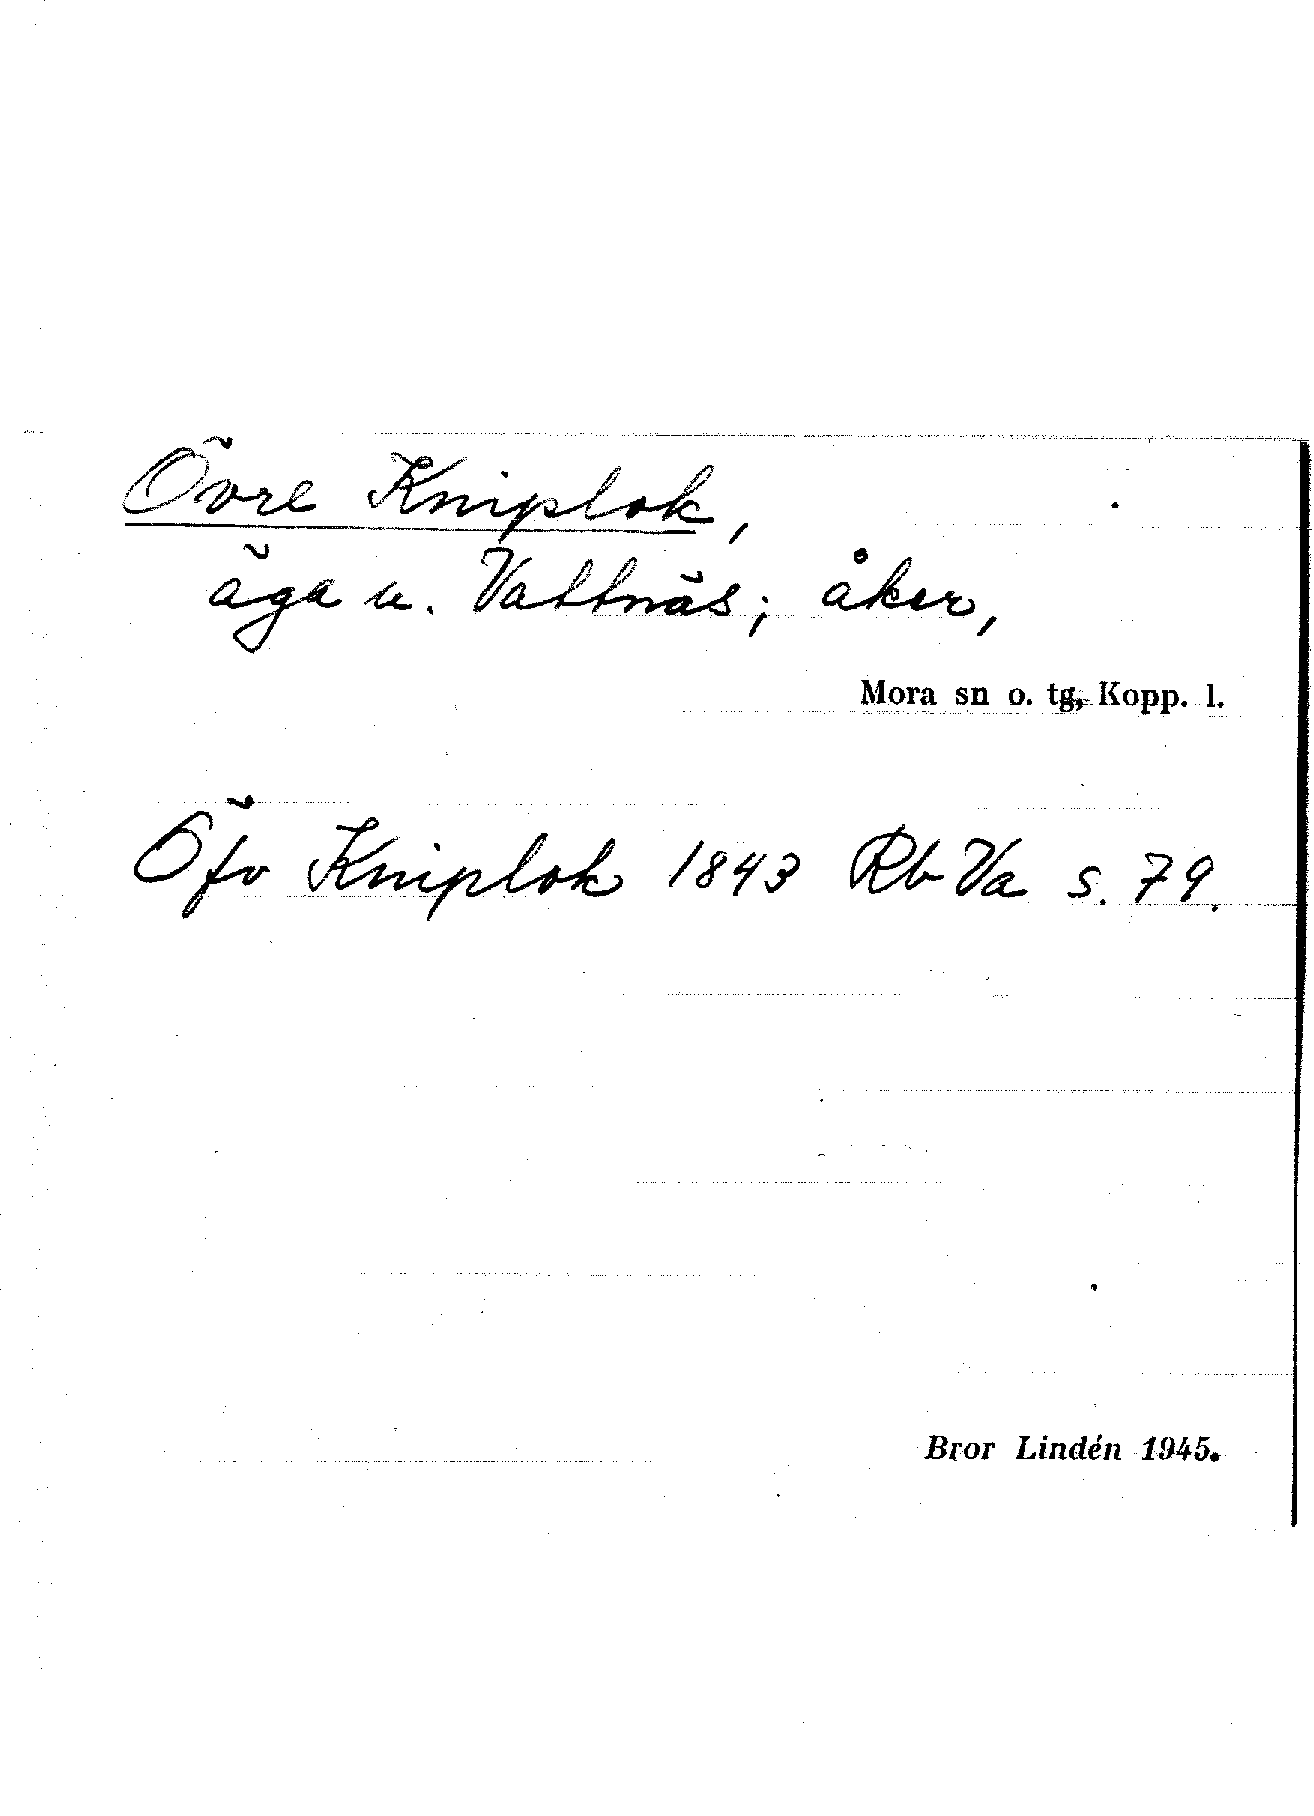 Övre Kniplok,
äga u. Vattnäs; åker,
Mora sn o. tg, Kopp. l.
Öfv Kniplok 1843 Rb Va s. 79.
Bror Lindén 1945.